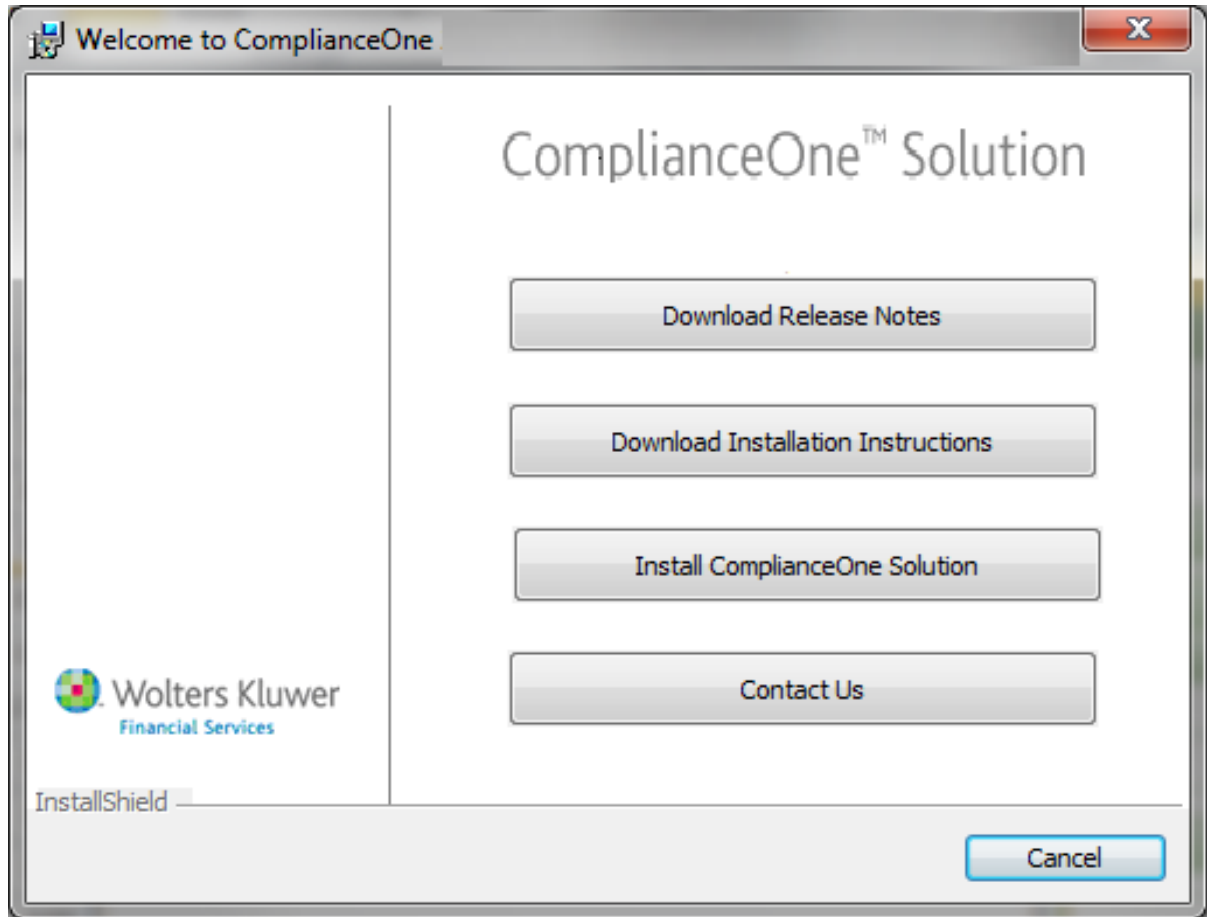 Welcome to ComplianceOne
ComplianceOne™ Solution
Download Release Notes
Download Installation Instructions
Install ComplianceOne Solution
Contact Us
Wolters Kluwer
Financial Services
InstallShield
Cancel